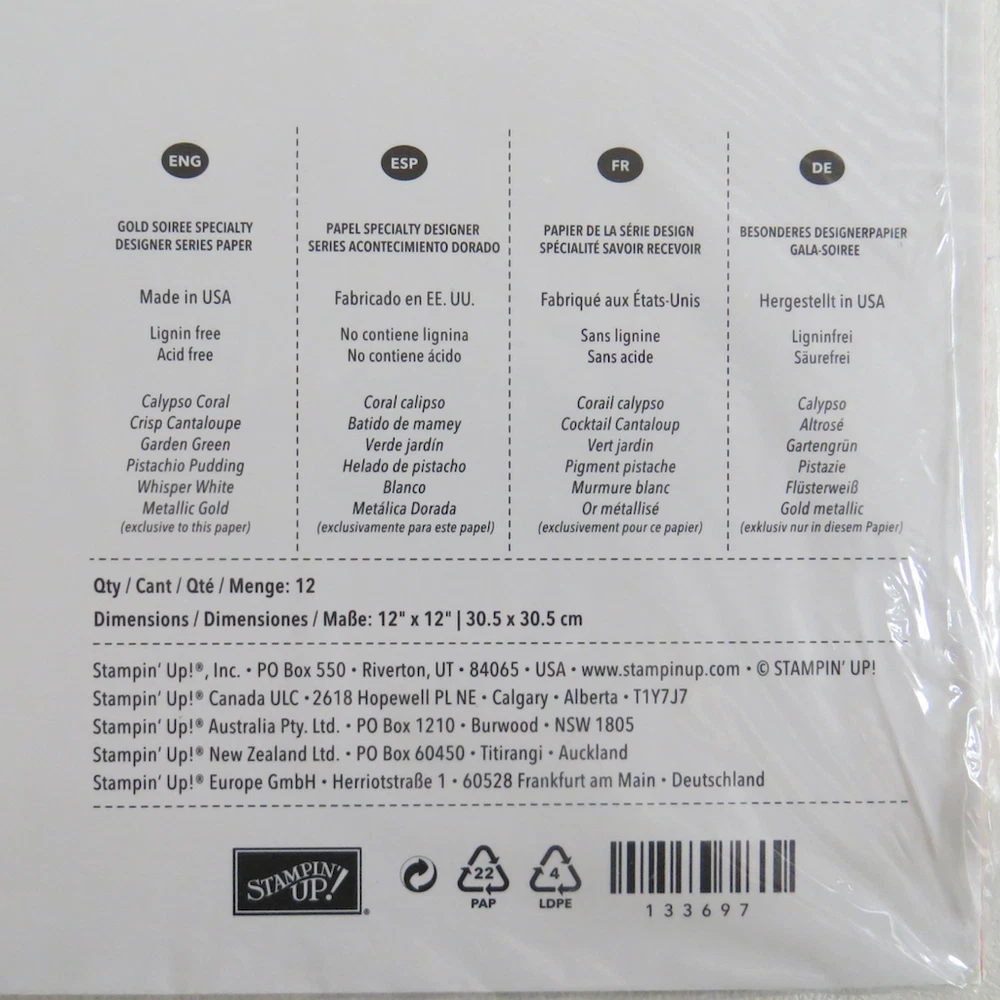 ENG
GOLD SOIREE SPECIALTY
DESIGNER SERIES PAPER
Made in USA
Lignin free
Acid free
Calypso Coral
Crisp Cantaloupe
Garden Green
Pistachio Pudding
Whisper White
Metallic Gold
(exclusive to this paper)
ESP
PAPEL SPECIALTY DESIGNER
SERIES ACONTECIMIENTO DORADO
Fabricado en EE. UU.
No contiene lignina
No contiene ácido
Coral calipso
Batido de mamey
Verde jardín
Helado de pistacho
Blanco
Metálica Dorada
(exclusivamente para este papel)
FR
PAPIER DE LA SÉRIE DESIGN
SPÉCIALITÉ SAVOIR RECEVOIR
Fabriqué aux États-Unis
Sans lignine
Sans acide
Corail calypso
Cocktail Cantaloup
Vert jardin
Pigment pistache
Murmure blanc
Or métallisé
(exclusivement pour ce papier)
DE
BESONDERES DESIGNERPAPIER
GALA-SOIREE
Hergestellt in USA
Ligninfrei
Säurefrei
Calypso
Altrosé
Gartengrün
Pistazie
Flüsterweiß
Gold metallic
(exklusiv nur in diesem Papier)
Qty / Cant / Qté / Menge: 12
Dimensions / Dimensiones / Maße: 12" x 12" | 30.5 x 30.5 cm
Stampin' Up!®, Inc. • PO Box 550 • Riverton, UT • 84065 • USA • www.stampinup.com • © STAMPIN' UP!
Stampin' Up!® Canada ULC • 2618 Hopewell PL NE • Calgary • Alberta • T1Y7J7
Stampin' Up!® Australia Pty. Ltd. • PO Box 1210 • Burwood • NSW 1805
Stampin' Up!® New Zealand Ltd. • PO Box 60450 • Titirangi • Auckland
Stampin' Up!® Europe GmbH • Herriotstraße 1 • 60528 Frankfurt am Main • Deutschland
STAMPIN'
UP!®
22
PAP
4
LDPE
133697